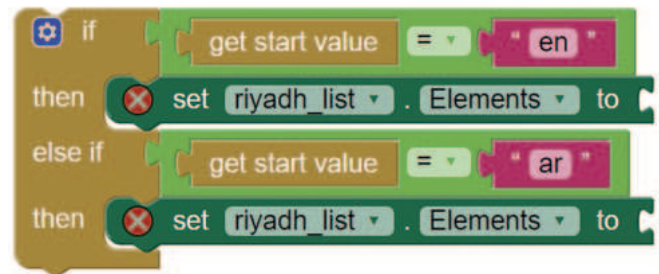 if get start value = " en "
then set riyadh_list . Elements to
else if get start value = " ar "
then set riyadh_list . Elements to